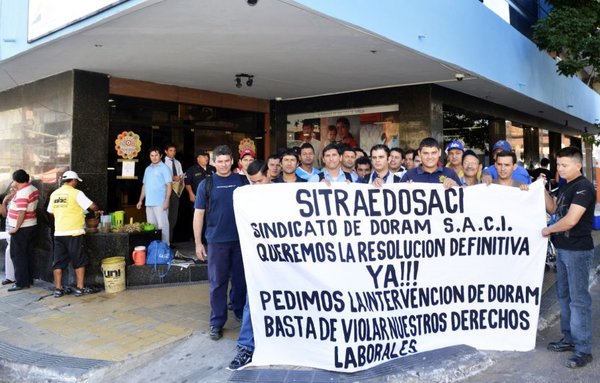 SITRAEDOSACI
SINDICATO DE DORAM S.A.C.I.
QUEREMOS LA RESOLUCION DEFINITIVA
YA!!!
PEDIMOS LA INTERVENCION DE DORAM
BASTA DE VIOLAR NUESTROS DERECHOS
LABORALES
uni